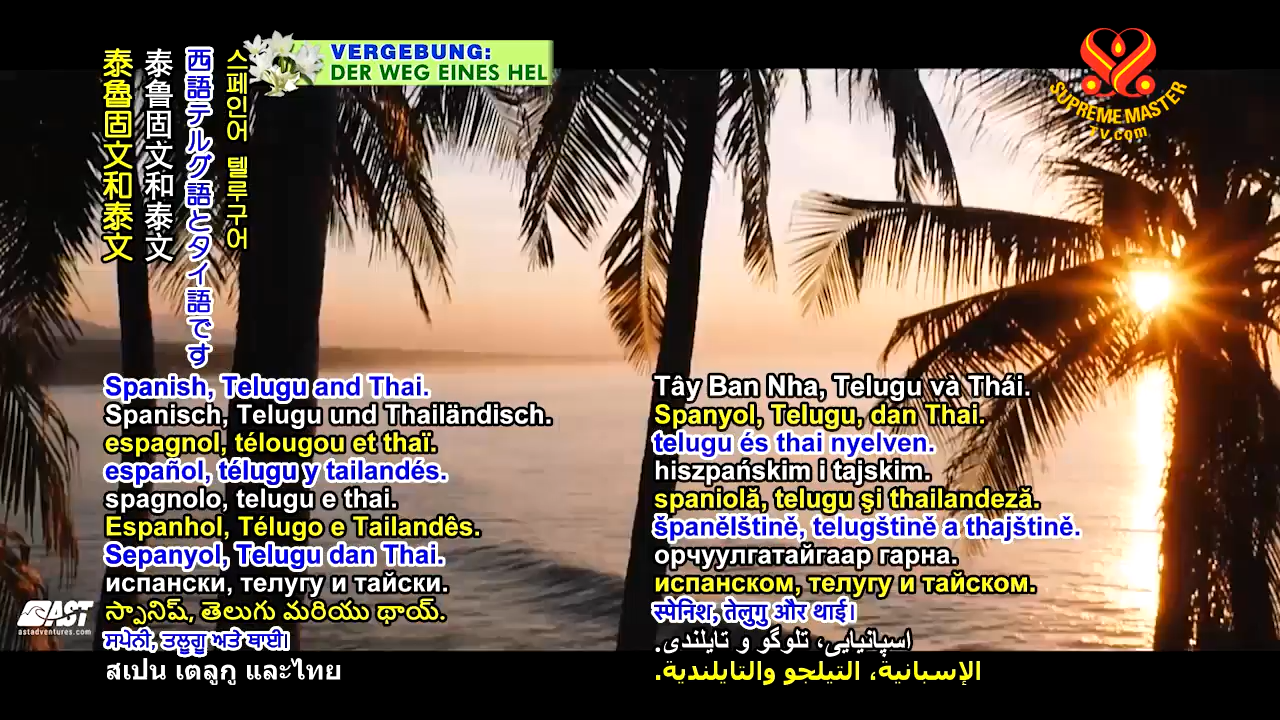 泰魯固文和泰文
泰鲁固文和泰文
西語テルグ語とタイ語です
스페인어 텔루구어
VERGEBUNG:
DER WEG EINES HEL
SUPREME MASTER
TV.com
Spanish, Telugu and Thai.
Spanisch, Telugu und Thailändisch.
espagnol, télougou et thaï.
español, télugu y tailandés.
spagnolo, telugu e thai.
Espanhol, Télugo e Tailandês.
Sepanyol, Telugu dan Thai.
испански, телугу и тайски.
స్పానిష్, తెలుగు మరియు థాయ్.
ਸਪੇਨੀ, ਤਲੂਗੂ ਅਤੇ ਥਾਈ।
สเปน เตลูกู และไทย
Tây Ban Nha, Telugu và Thái.
Spanyol, Telugu, dan Thai.
telugu és thai nyelven.
hiszpańskim i tajskim.
spaniolă, telugu şi thailandeză.
španělštině, telugštině a thajštině.
орчуулгатайгаар гарна.
испанском, телугу и тайском.
स्पेनिश, तेलुगु और थाई।
اسپانیایی، تلوگو و تایلندی.
الإسبانية، التيلجو والتايلندية.
AST
astadventures.com